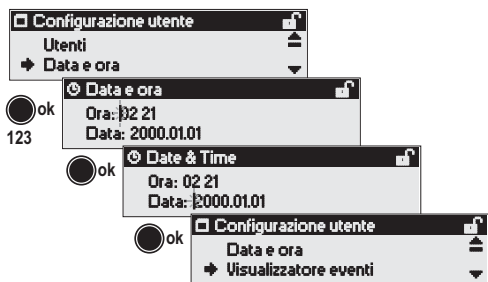 Configurazione utente
Utenti
Data e ora
Data e ora
ok
Ora: 02 21
123
Data: 2000.01.01
Date & Time
ok
Ora: 02 21
Data: 2000.01.01
Configurazione utente
ok
Data e ora
Visualizzatore eventi